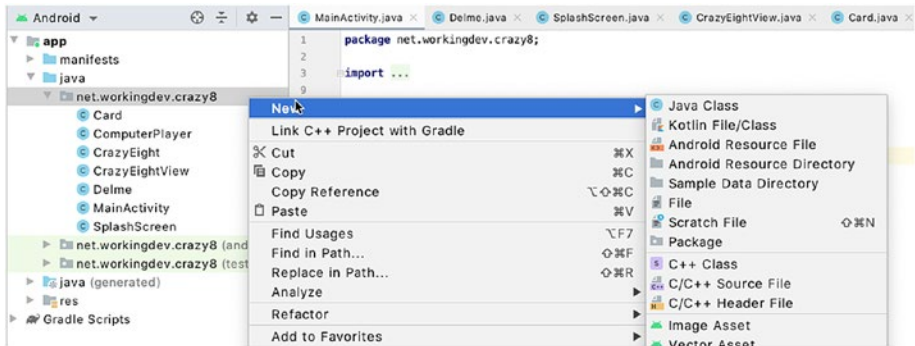 Android
MainActivity.java
Delme.java
SplashScreen.java
CrazyEightView.java
Card.java
app
manifests
java
net.workingdev.crazy8
Card
ComputerPlayer
CrazyEight
CrazyEightView
Delme
MainActivity
SplashScreen
net.workingdev.crazy8 (and
net.workingdev.crazy8 (test
java (generated)
res
Gradle Scripts
1 package net.workingdev.crazy8;
2
3 import ...
9
New
Link C++ Project with Gradle
Cut ⌘X
Copy ⌘C
Copy Reference ⌥⇧⌘C
Paste ⌘V
Find Usages ⌥F7
Find in Path... ⇧⌘F
Replace in Path... ⇧⌘R
Analyze
Refactor
Add to Favorites
Java Class
Kotlin File/Class
Android Resource File
Android Resource Directory
Sample Data Directory
File
Scratch File ⇧⌘N
Package
C++ Class
C/C++ Source File
C/C++ Header File
Image Asset
Vector Asset